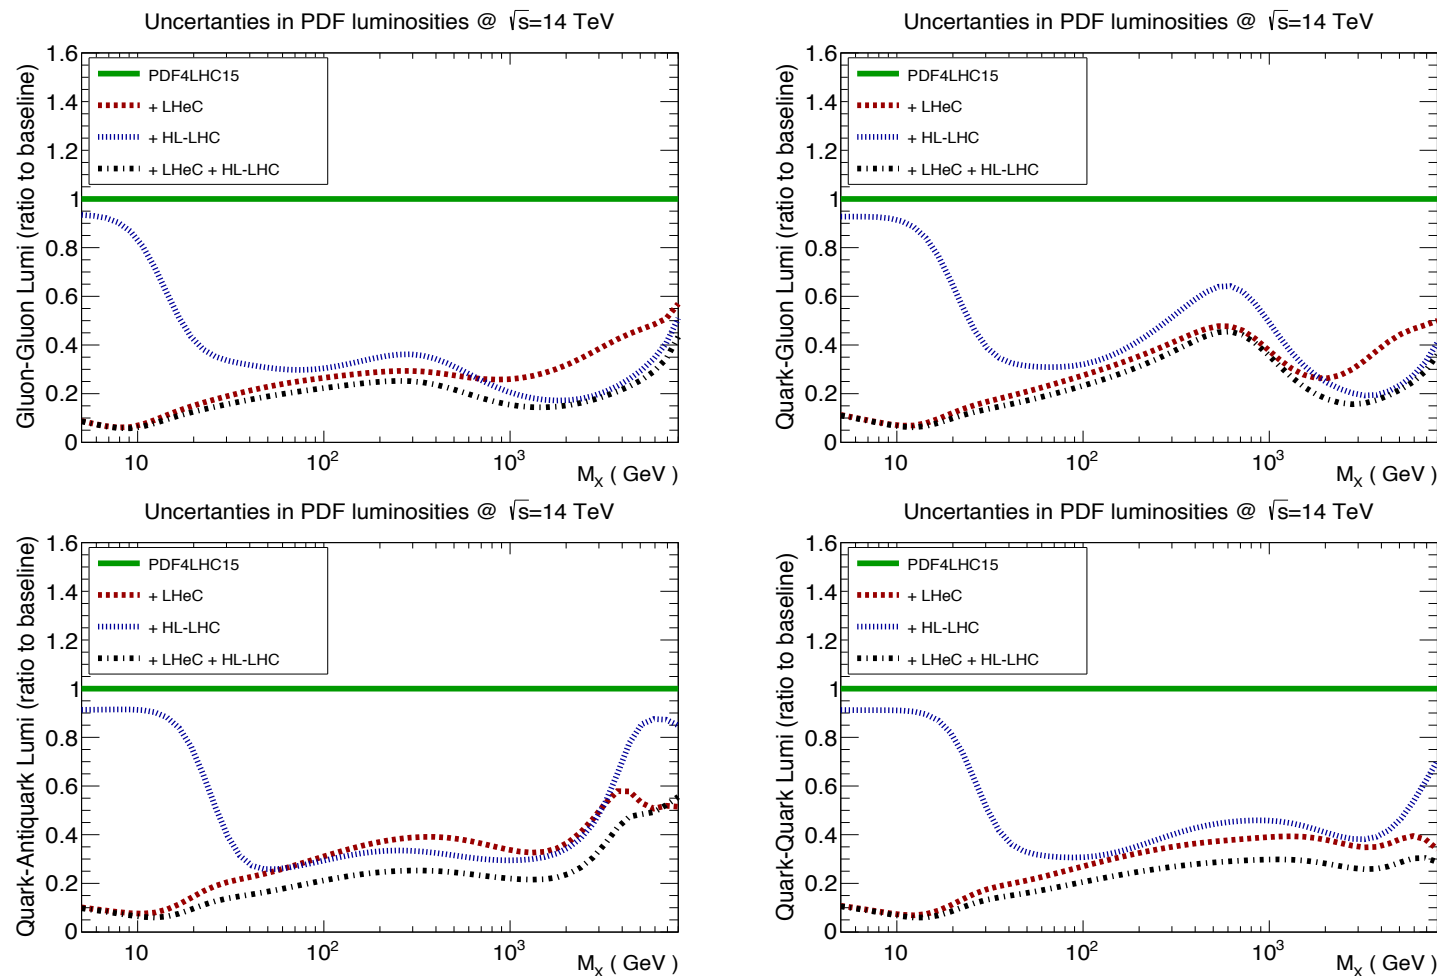 Uncertanties in PDF luminosities @ √s=14 TeV
Gluon-Gluon Lumi (ratio to baseline)
1.6
1.4
1.2
1
0.8
0.6
0.4
0.2
0
PDF4LHC15
+ LHeC
+ HL-LHC
+ LHeC + HL-LHC
10
10²
10³
M_X ( GeV )
Uncertanties in PDF luminosities @ √s=14 TeV
Quark-Gluon Lumi (ratio to baseline)
1.6
1.4
1.2
1
0.8
0.6
0.4
0.2
0
PDF4LHC15
+ LHeC
+ HL-LHC
+ LHeC + HL-LHC
10
10²
10³
M_X ( GeV )
Uncertanties in PDF luminosities @ √s=14 TeV
Quark-Antiquark Lumi (ratio to baseline)
1.6
1.4
1.2
1
0.8
0.6
0.4
0.2
0
PDF4LHC15
+ LHeC
+ HL-LHC
+ LHeC + HL-LHC
10
10²
10³
M_X ( GeV )
Uncertanties in PDF luminosities @ √s=14 TeV
Quark-Quark Lumi (ratio to baseline)
1.6
1.4
1.2
1
0.8
0.6
0.4
0.2
0
PDF4LHC15
+ LHeC
+ HL-LHC
+ LHeC + HL-LHC
10
10²
10³
M_X ( GeV )